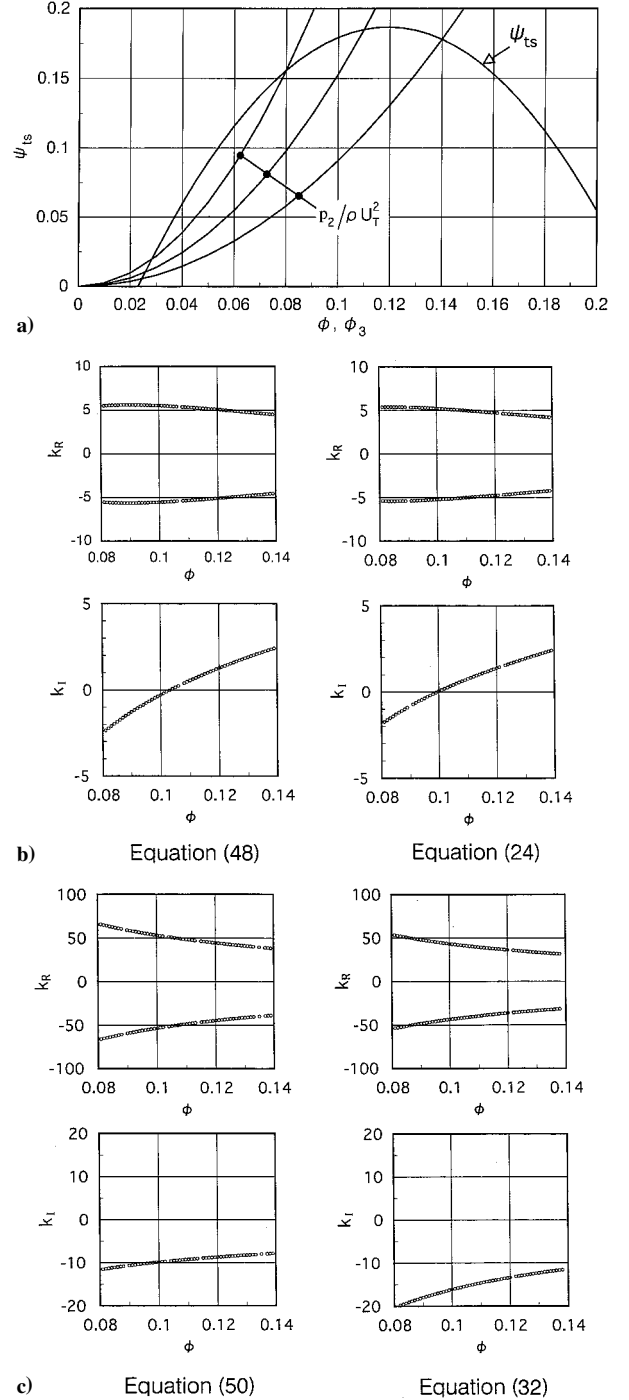 0.2
0.15
0.1
0.05
0
ψts
ψts
p2/ρ UT^2
0 0.02 0.04 0.06 0.08 0.1 0.12 0.14 0.16 0.18 0.2
a) ϕ, ϕ3
10 5 0 -5 -10
kR
0.08 0.1 0.12 0.14
ϕ
10 5 0 -5 -10
kR
0.08 0.1 0.12 0.14
ϕ
5 0 -5
kI
0.08 0.1 0.12 0.14
ϕ
5 0 -5
kI
0.08 0.1 0.12 0.14
ϕ
b) Equation (48) Equation (24)
100 50 0 -50 -100
kR
0.08 0.1 0.12 0.14
ϕ
100 50 0 -50 -100
kR
0.08 0.1 0.12 0.14
ϕ
20 10 0 -10 -20
kI
0.08 0.1 0.12 0.14
ϕ
20 10 0 -10 -20
kI
0.08 0.1 0.12 0.14
ϕ
c) Equation (50) Equation (32)